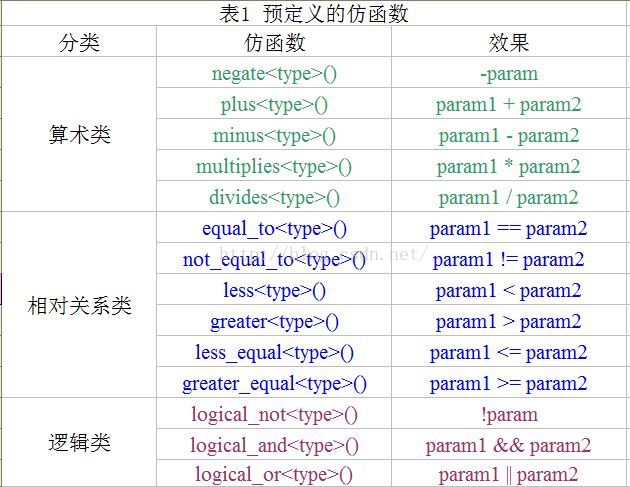 表1 预定义的仿函数
分类 仿函数 效果
算术类
negate<type>() -param
plus<type>() param1 + param2
minus<type>() param1 - param2
multiplies<type>() param1 * param2
divides<type>() param1 / param2
相对关系类
equal_to<type>() param1 == param2
http://blog.csdn.net/
not_equal_to<type>() param1 != param2
less<type>() param1 < param2
greater<type>() param1 > param2
less_equal<type>() param1 <= param2
greater_equal<type>() param1 >= param2
逻辑类
logical_not<type>() !param
logical_and<type>() param1 && param2
logical_or<type>() param1 || param2